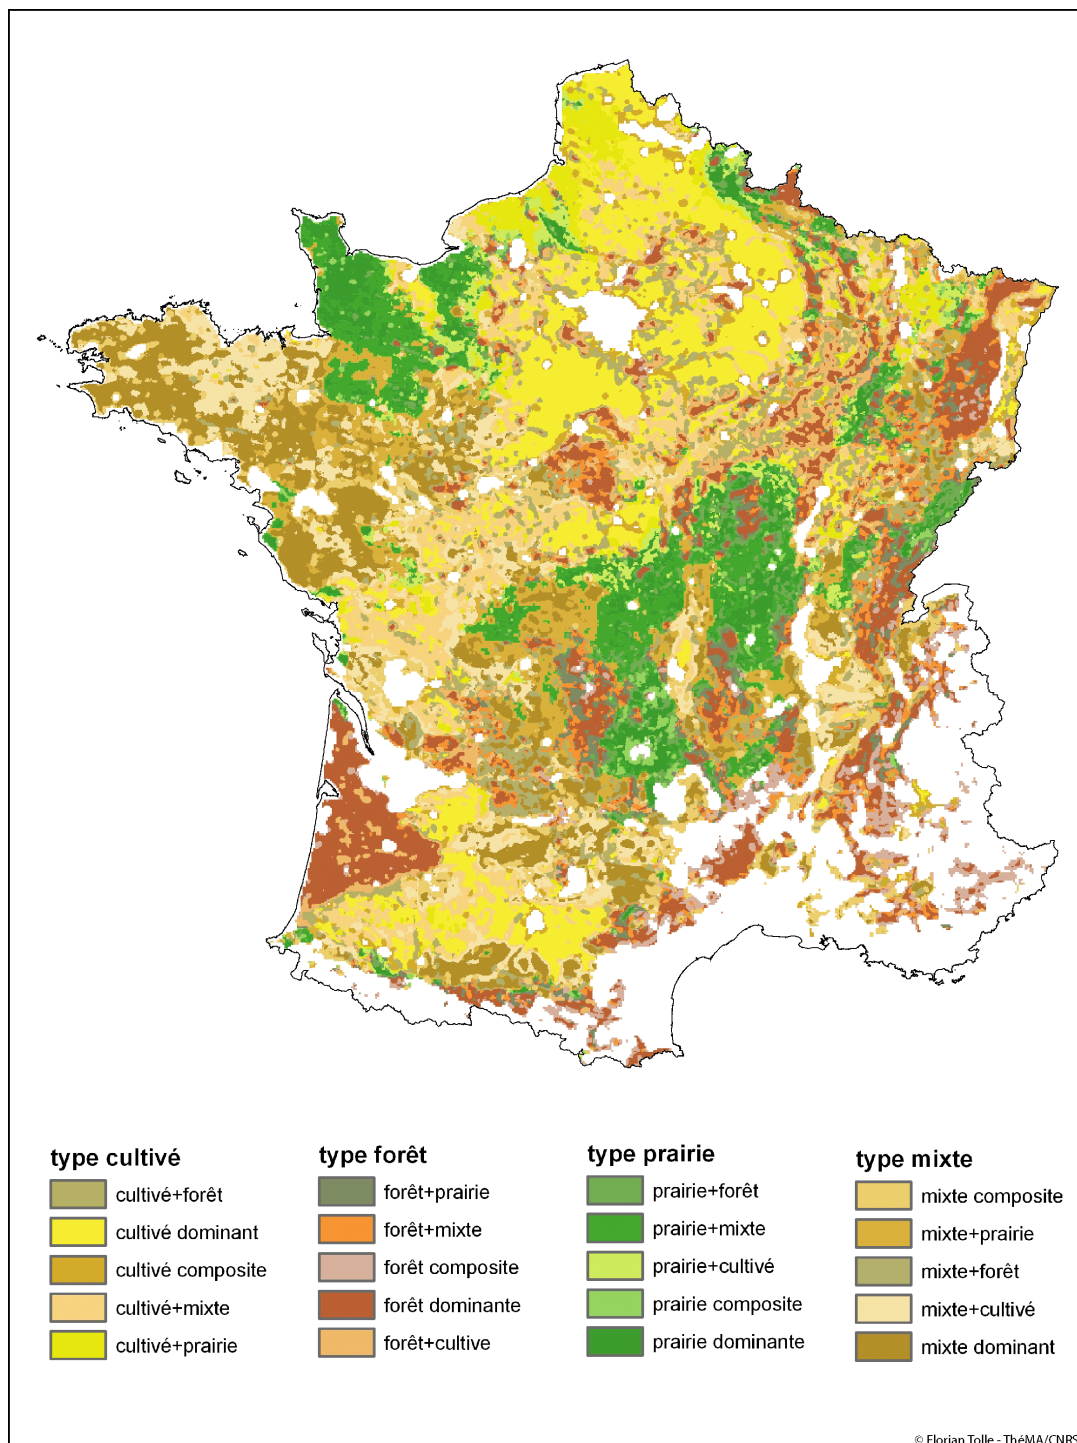 type cultivé
cultivé+forêt
cultivé dominant
cultivé composite
cultivé+mixte
cultivé+prairie
type forêt
forêt+prairie
forêt+mixte
forêt composite
forêt dominante
forêt+cultive
type prairie
prairie+forêt
prairie+mixte
prairie+cultivé
prairie composite
prairie dominante
type mixte
mixte composite
mixte+prairie
mixte+forêt
mixte+cultivé
mixte dominant
© Florian Tolle - ThéMA/CNRS